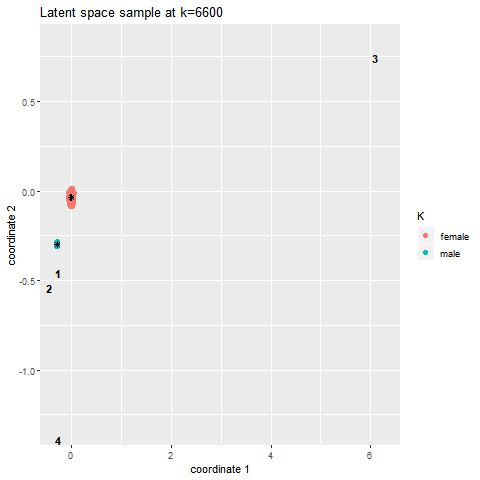 Latent space sample at k=6600
3
0.5
0.0
*
*
1
-0.5
2
-1.0
4
0 2 4 6
coordinate 1
coordinate 2
K
female
male